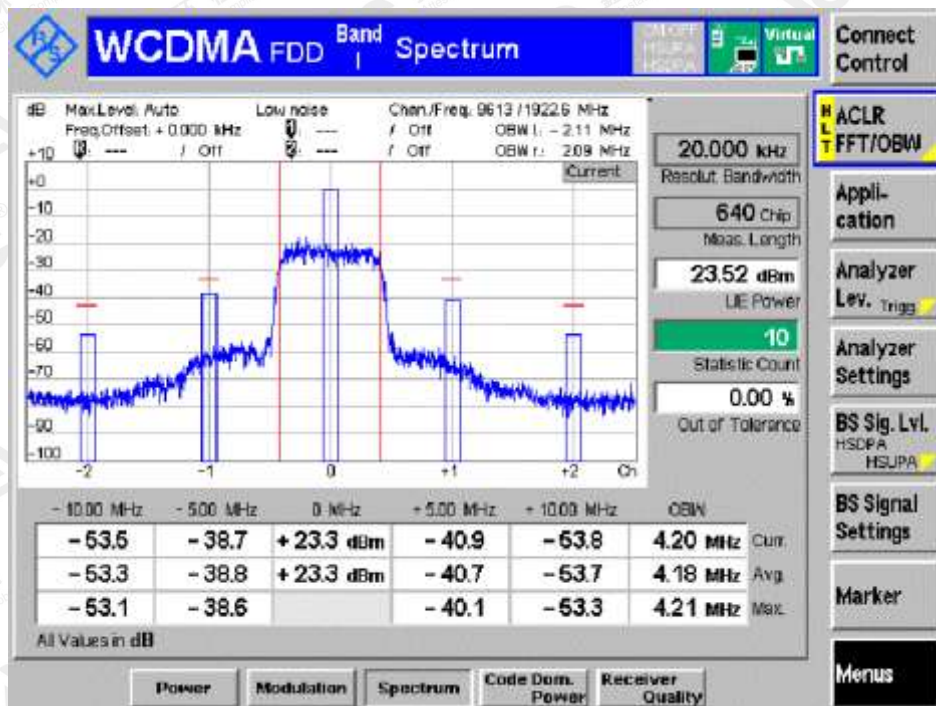 R&S
WCDMA FDD Band I Spectrum
Virtual
Connect Control
dB Max.Level: Auto Low noise Chan./Freq.: 9613 / 1922.6 MHz
Freq.Offset: + 0.000 kHz 1: --- / Off OBW l.: - 2.11 MHz
R: --- / Off 2: --- / Off OBW r.: 2.09 MHz
Current
+10
+0
-10
-20
-30
-40
-50
-60
-70
-90
-100
-2 -1 0 +1 +2 Ch
20.000 kHz
Resolut. Bandwidth
640 Chip
Meas. Length
23.52 dBm
UE Power
10
Statistic Count
0.00 %
Out of Tolerance
- 10.00 MHz - 5.00 MHz 0 MHz + 5.00 MHz + 10.00 MHz OBW
- 53.5 - 38.7 + 23.3 dBm - 40.9 - 53.8 4.20 MHz Curr.
- 53.3 - 38.8 + 23.3 dBm - 40.7 - 53.7 4.18 MHz Avg.
- 53.1 - 38.6 - 40.1 - 53.3 4.21 MHz Max.
All Values in dB
HLT
ACLR
FFT/OBW
Appli-
cation
Analyzer
Lev. Trigg
Analyzer
Settings
BS Sig. Lvl.
HSDPA
HSUPA
BS Signal
Settings
Marker
Menus
Power Modulation Spectrum Code Dom. Power Receiver Quality